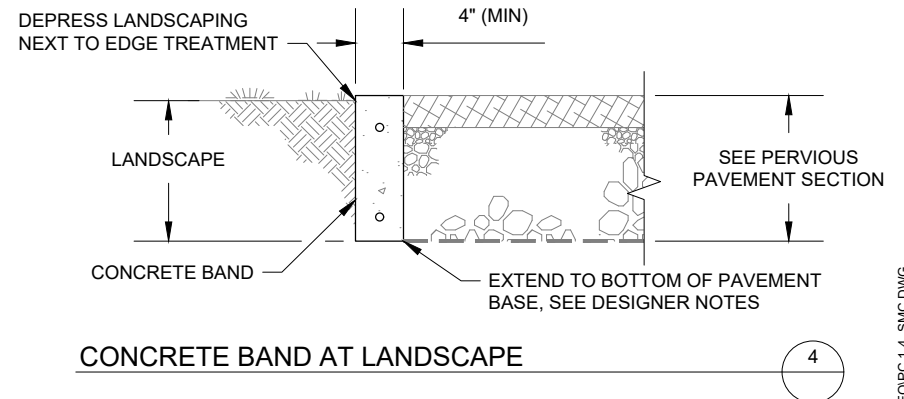 DEPRESS LANDSCAPING
NEXT TO EDGE TREATMENT
4" (MIN)
LANDSCAPE
SEE PERVIOUS
PAVEMENT SECTION
CONCRETE BAND
EXTEND TO BOTTOM OF PAVEMENT
BASE, SEE DESIGNER NOTES
CONCRETE BAND AT LANDSCAPE
4